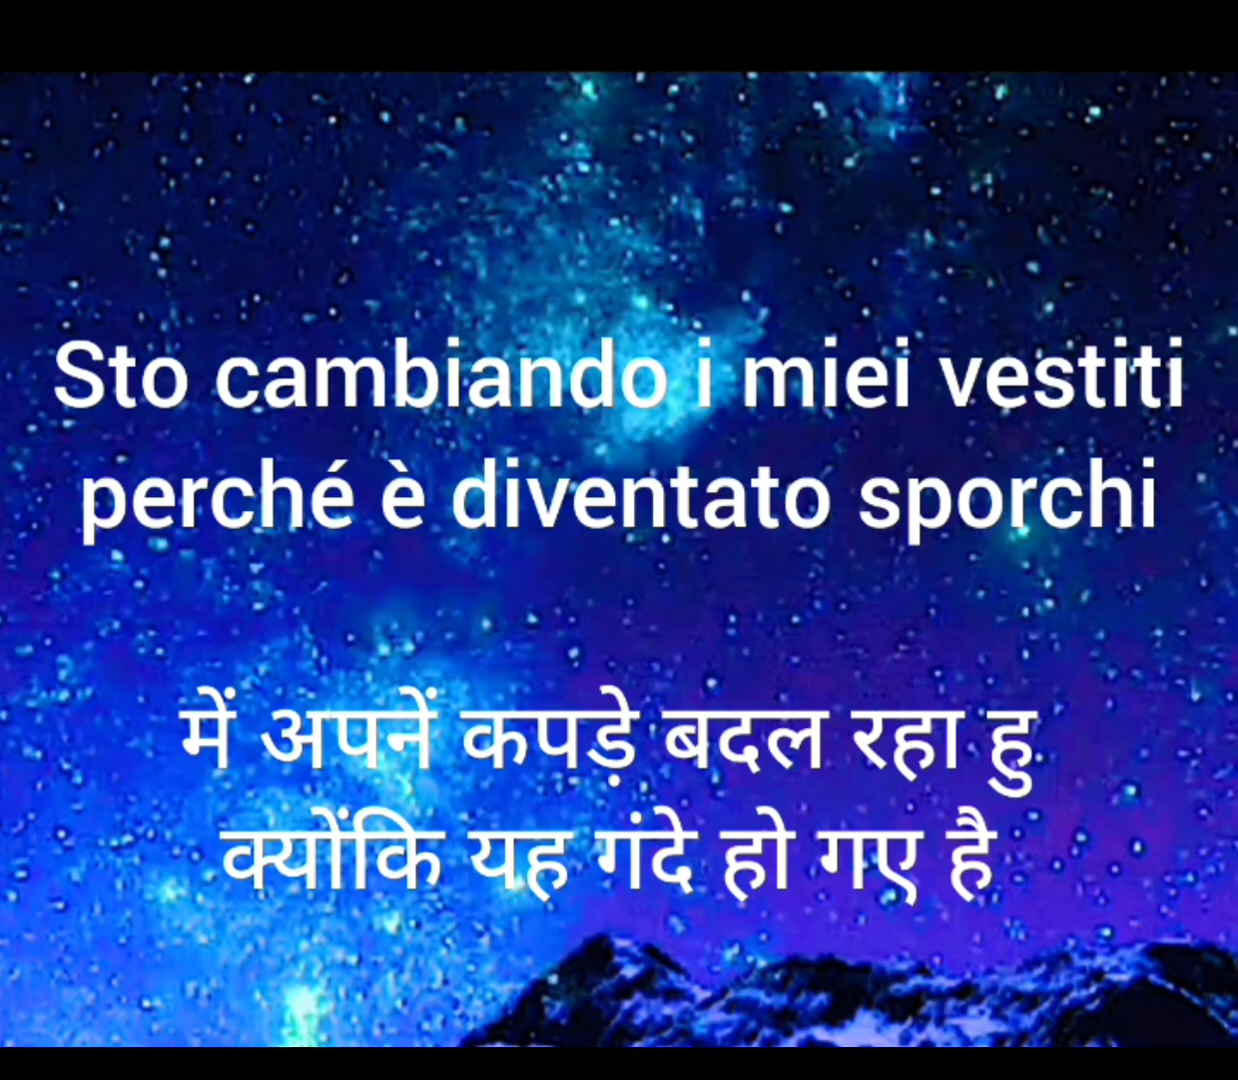 Sto cambiando i miei vestiti
perché è diventato sporchi
में अपनें कपड़े बदल रहा हु
क्योंकि यह गंदे हो गए है